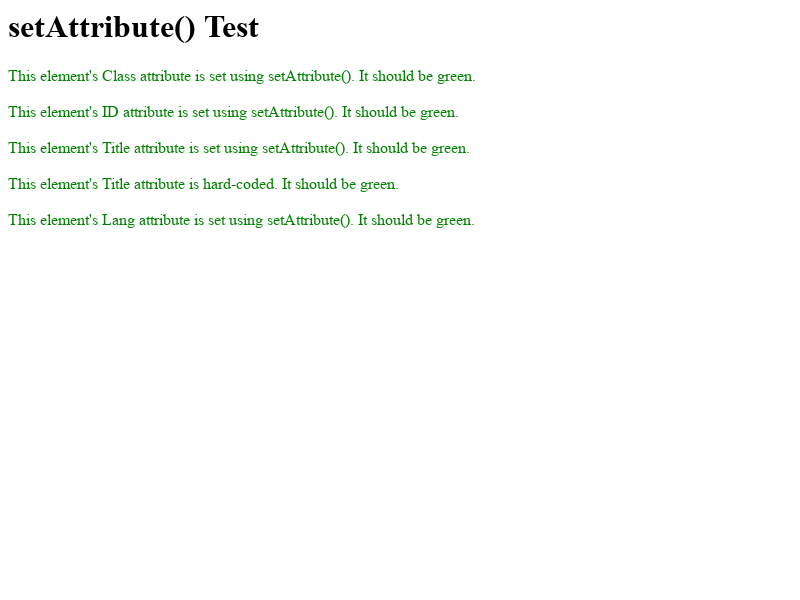 setAttribute() Test
This element's Class attribute is set using setAttribute(). It should be green.
This element's ID attribute is set using setAttribute(). It should be green.
This element's Title attribute is set using setAttribute(). It should be green.
This element's Title attribute is hard-coded. It should be green.
This element's Lang attribute is set using setAttribute(). It should be green.